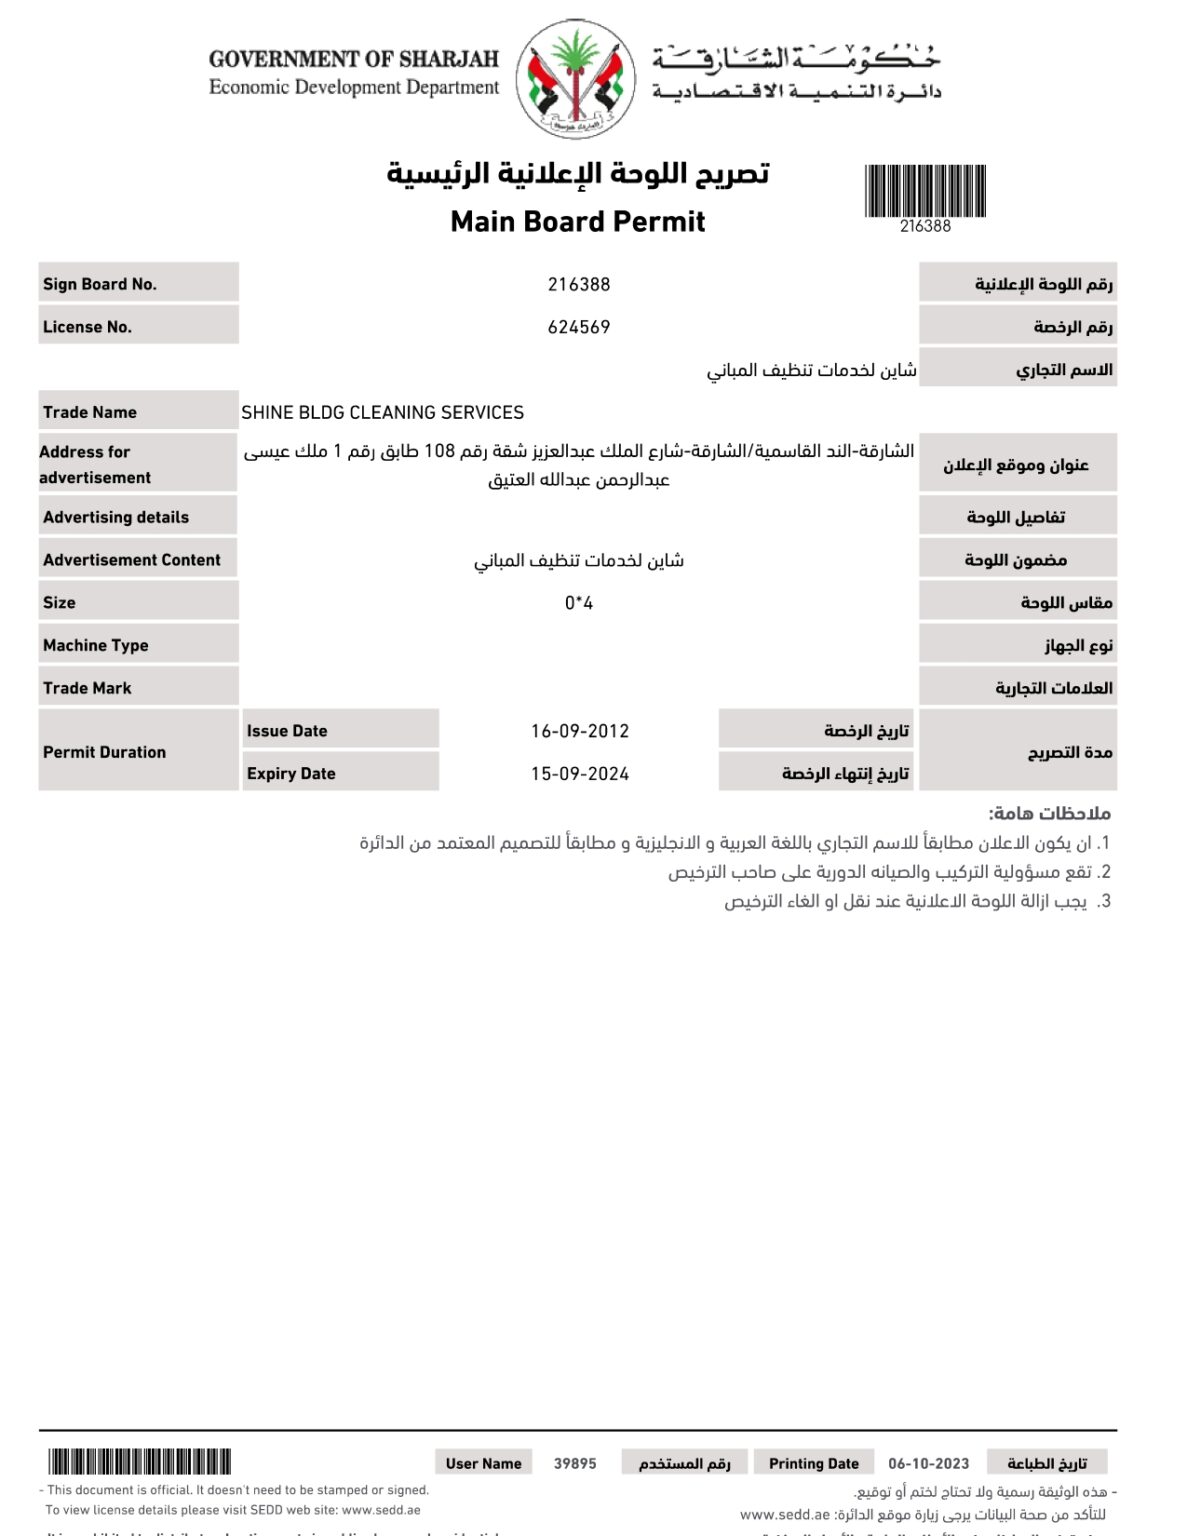 GOVERNMENT OF SHARJAH
Economic Development Department
حكومة الشارقة
دائرة التنمية الاقتصادية
تصريح اللوحة الإعلانية الرئيسية
Main Board Permit
216388
Sign Board No. 216388 رقم اللوحة الإعلانية
License No. 624569 رقم الرخصة
شاين لخدمات تنظيف المباني الاسم التجاري
Trade Name SHINE BLDG CLEANING SERVICES
Address for advertisement
الشارقة-الند القاسمية/الشارقة-شارع الملك عبدالعزيز شقة رقم 108 طابق رقم 1 ملك عيسى
عبدالرحمن عبدالله العتيق
عنوان وموقع الإعلان
Advertising details تفاصيل اللوحة
Advertisement Content شاين لخدمات تنظيف المباني مضمون اللوحة
Size 0*4 مقاس اللوحة
Machine Type نوع الجهاز
Trade Mark العلامات التجارية
Permit Duration مدة التصريح
Issue Date 16-09-2012 تاريخ الرخصة
Expiry Date 15-09-2024 تاريخ إنتهاء الرخصة
ملاحظات هامة:
1. ان يكون الاعلان مطابقاً للاسم التجاري باللغة العربية و الانجليزية و مطابقاً للتصميم المعتمد من الدائرة
2. تقع مسؤولية التركيب والصيانه الدورية على صاحب الترخيص
3. يجب ازالة اللوحة الاعلانية عند نقل او الغاء الترخيص
User Name 39895 رقم المستخدم Printing Date 06-10-2023 تاريخ الطباعة
- This document is official. It doesn't need to be stamped or signed.
To view license details please visit SEDD web site: www.sedd.ae
- هذه الوثيقة رسمية ولا تحتاج لختم أو توقيع.
للتأكد من صحة البيانات يرجى زيارة موقع الدائرة: www.sedd.ae